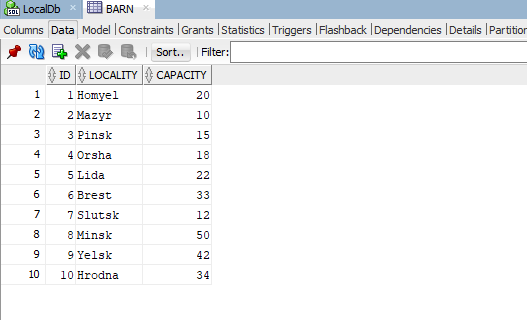 LocalDb BARN
Columns Data Model Constraints Grants Statistics Triggers Flashback Dependencies Details Partition
Sort.. Filter:
ID LOCALITY CAPACITY
1 1 Homyel 20
2 2 Mazyr 10
3 3 Pinsk 15
4 4 Orsha 18
5 5 Lida 22
6 6 Brest 33
7 7 Slutsk 12
8 8 Minsk 50
9 9 Yelsk 42
10 10 Hrodna 34